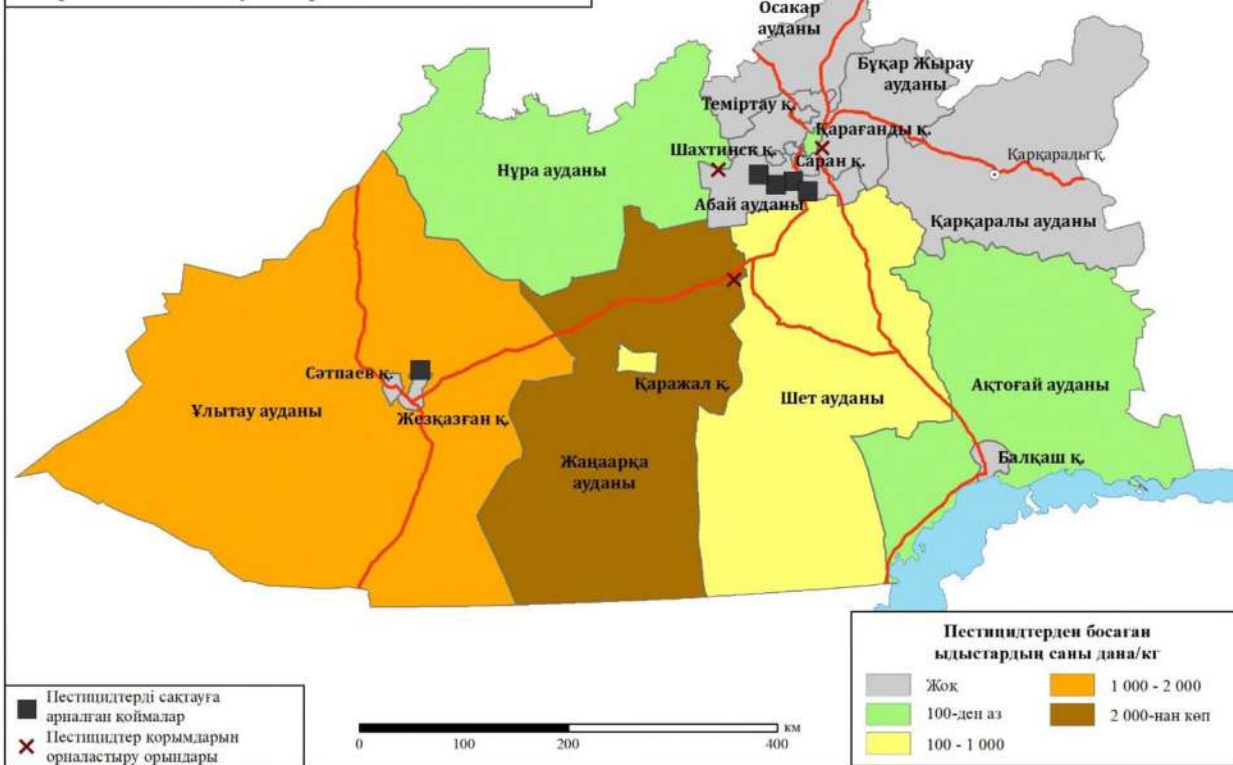 Осакар
ауданы
Бұқар Жырау
ауданы
Теміртау қ.
Қарағанды қ.
Шахтинск қ.
Саран қ.
Қарқаралы қ.
Нұра ауданы
Абай ауданы
Қарқаралы ауданы
Сәтпаев қ.
Қаражал қ.
Ақтоғай ауданы
Ұлытау ауданы
Жезқазған қ.
Шет ауданы
Жаңаарқа
ауданы
Балқаш қ.
Пестицидтерден босаған
ыдыстардың саны дана/кг
Жоқ
100-ден аз
100 - 1 000
1 000 - 2 000
2 000-нан көп
Пестицидтерді сақтауға
арналған қоймалар
Пестицидтер қорымдарын
орналастыру орындары
км
0 100 200 400